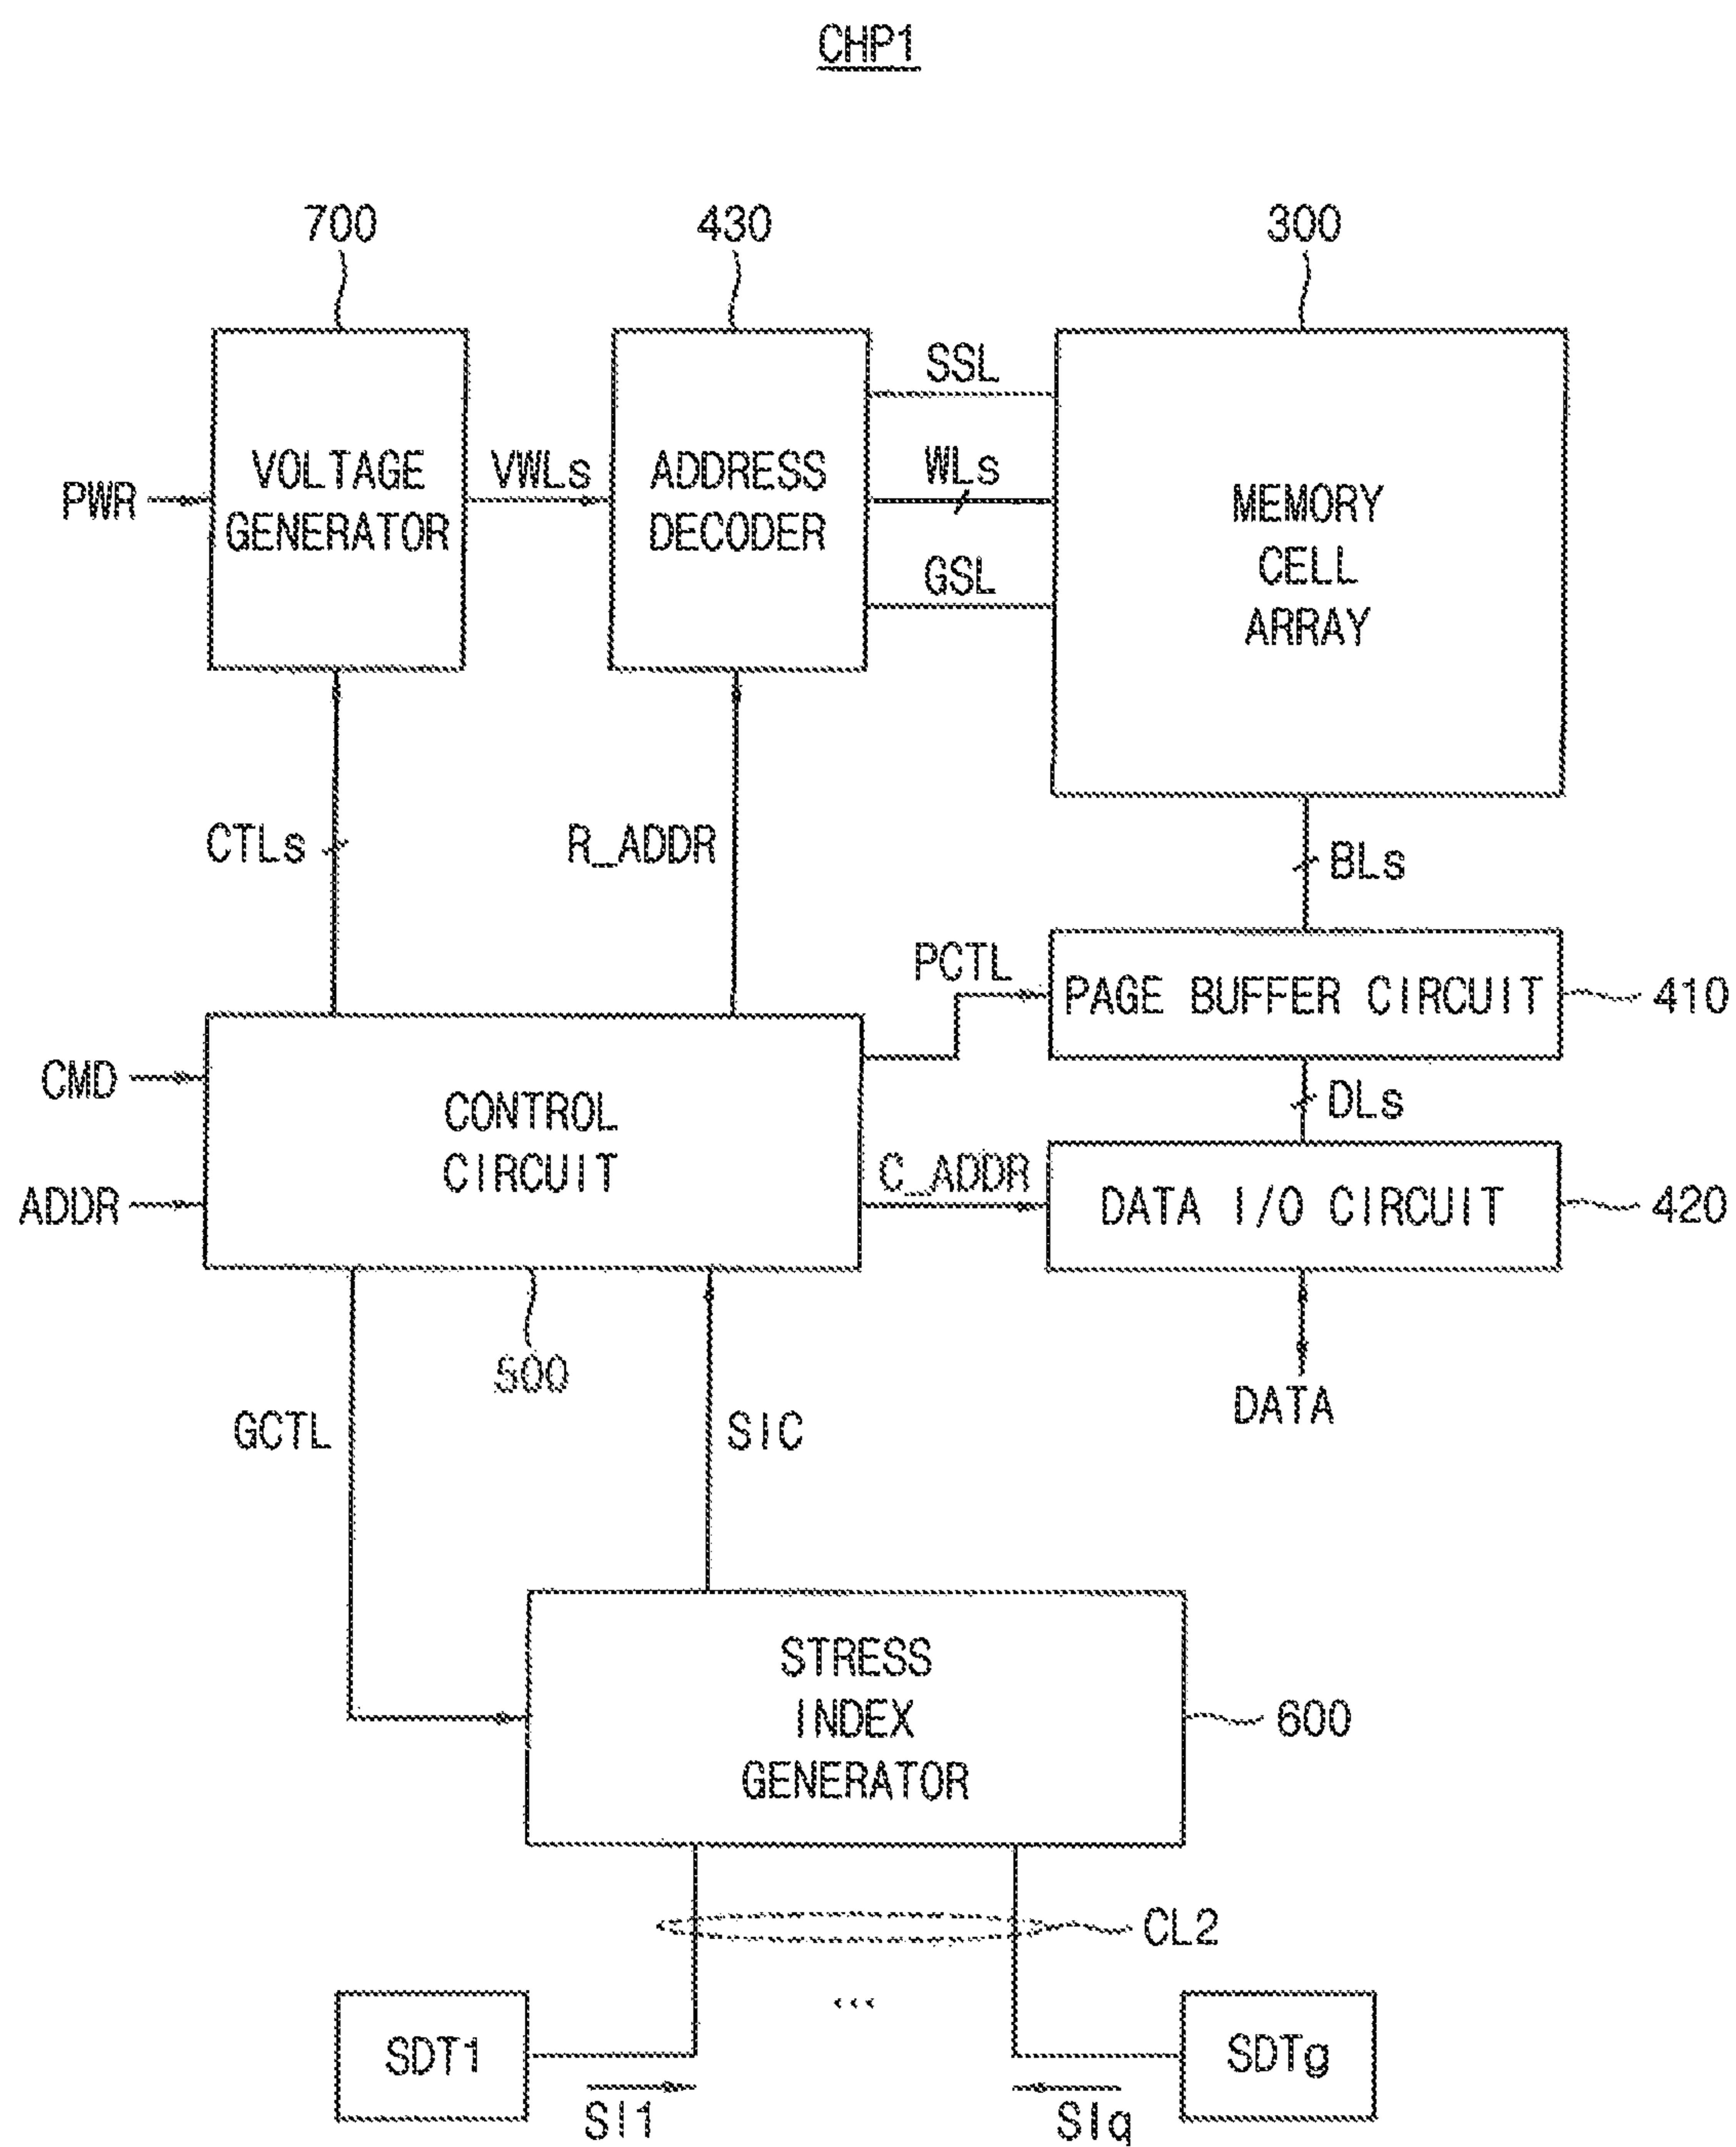 CHP1
700
430
300
PWR
VOLTAGE
GENERATOR
VWLs
ADDRESS
DECODER
SSL
WLs
GSL
MEMORY
CELL
ARRAY
CTLs
R_ADDR
BLs
PCTL
PAGE BUFFER CIRCUIT
410
CMD
ADDR
CONTROL
CIRCUIT
DLs
C_ADDR
DATA I/O CIRCUIT
420
500
DATA
GCTL
SIC
STRESS
INDEX
GENERATOR
600
CL2
...
SDT1
SDTg
SI1
SIq